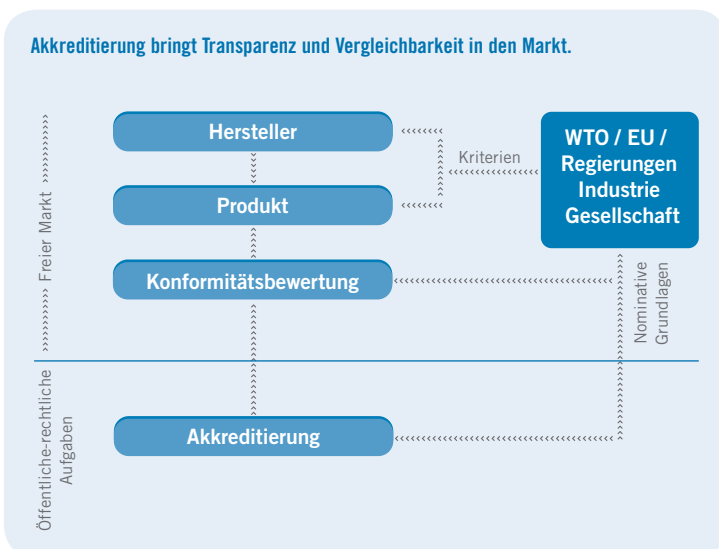 Akkreditierung bringt Transparenz und Vergleichbarkeit in den Markt.
Hersteller
Produkt
Konformitätsbewertung
Akkreditierung
Kriterien
WTO / EU /
Regierungen
Industrie
Gesellschaft
Freier Markt
Öffentliche-rechtliche
Aufgaben
Nominative
Grundlagen